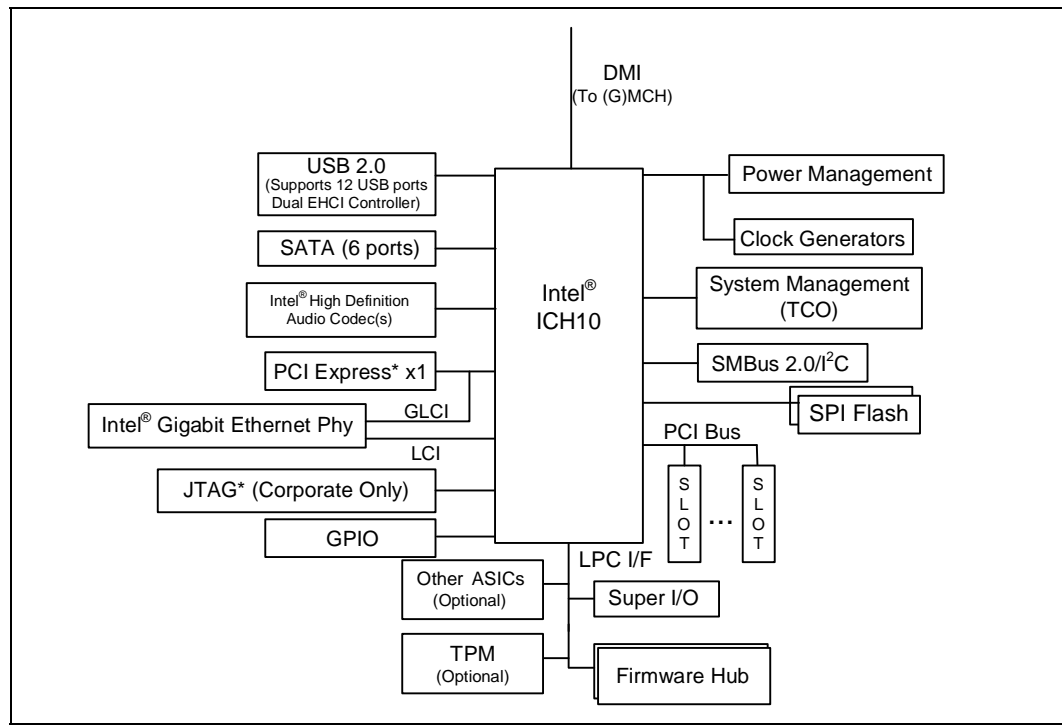 DMI
(To (G)MCH)
USB 2.0
(Supports 12 USB ports
Dual EHCI Controller)
SATA (6 ports)
Intel® High Definition
Audio Codec(s)
PCI Express* x1
GLCI
Intel® Gigabit Ethernet Phy
LCI
JTAG* (Corporate Only)
GPIO
Intel®
ICH10
Power Management
Clock Generators
System Management
(TCO)
SMBus 2.0/I²C
SPI Flash
PCI Bus
SLOT
...
SLOT
LPC I/F
Other ASICs
(Optional)
Super I/O
TPM
(Optional)
Firmware Hub